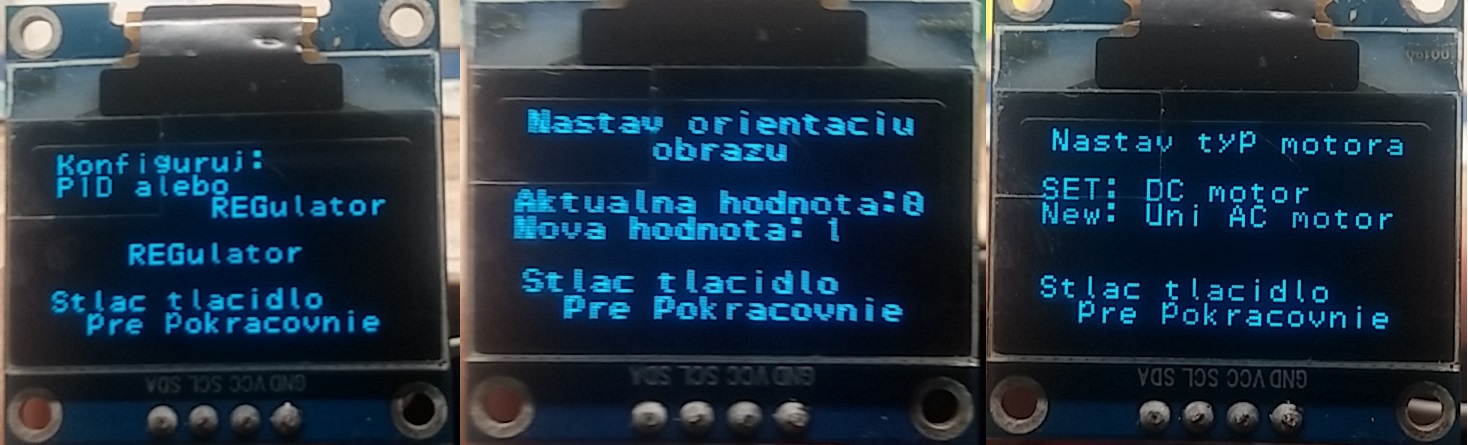 Konfiguruj:
PID alebo
REGulator
REGulator
Stlac tlacidlo
Pre Pokracovnie
GND VCC SCL SDA
Nastav orientaciu
obrazu
Aktualna hodnota:0
Nova hodnota: 1
Stlac tlacidlo
Pre Pokracovnie
GND VCC SCL SDA
Nastav typ motora
SET: DC motor
New: Uni AC motor
Stlac tlacidlo
Pre Pokracovnie
GND VCC SCL SDA